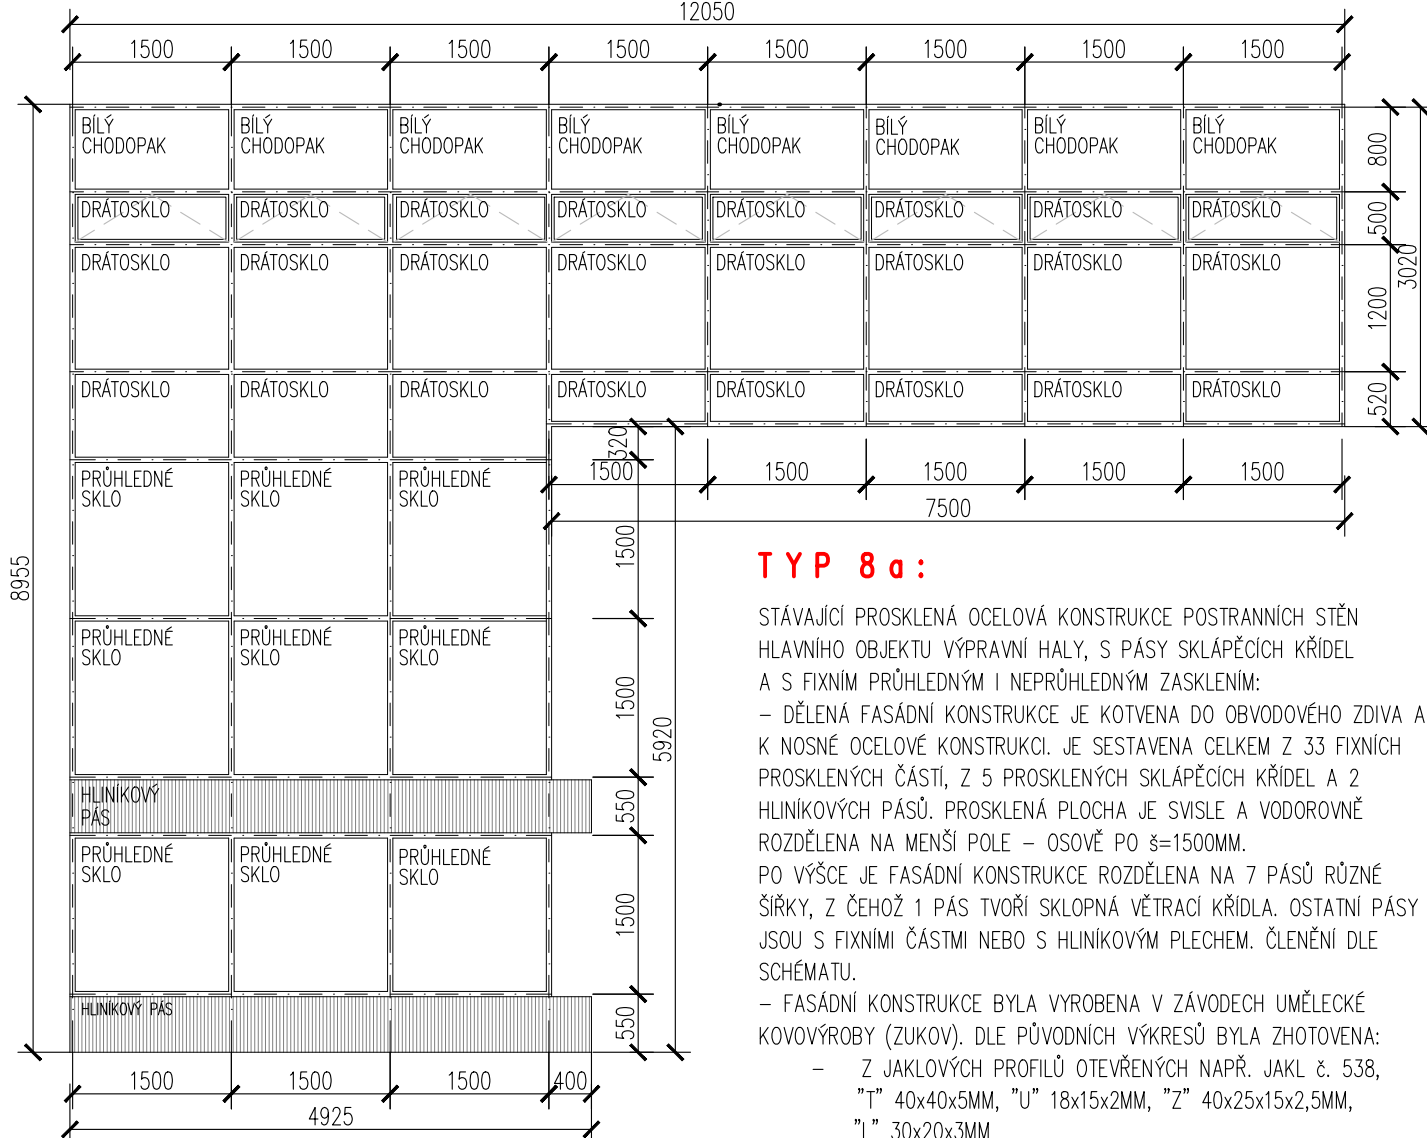 12050
1500 1500 1500 1500 1500 1500 1500 1500
BÍLÝ BÍLÝ BÍLÝ BÍLÝ BÍLÝ BÍLÝ BÍLÝ BÍLÝ
CHODOPAK CHODOPAK CHODOPAK CHODOPAK CHODOPAK CHODOPAK CHODOPAK CHODOPAK
800
DRÁTOSKLO DRÁTOSKLO DRÁTOSKLO DRÁTOSKLO DRÁTOSKLO DRÁTOSKLO DRÁTOSKLO DRÁTOSKLO
500
3020
DRÁTOSKLO DRÁTOSKLO DRÁTOSKLO DRÁTOSKLO DRÁTOSKLO DRÁTOSKLO DRÁTOSKLO DRÁTOSKLO
1200
DRÁTOSKLO DRÁTOSKLO DRÁTOSKLO DRÁTOSKLO DRÁTOSKLO DRÁTOSKLO DRÁTOSKLO DRÁTOSKLO
520
320
1500 1500 1500 1500 1500
7500
PRŮHLEDNÉ PRŮHLEDNÉ PRŮHLEDNÉ
SKLO SKLO SKLO
1500
8955
PRŮHLEDNÉ PRŮHLEDNÉ PRŮHLEDNÉ
SKLO SKLO SKLO
1500
5920
HLINÍKOVÝ
PÁS
550
PRŮHLEDNÉ PRŮHLEDNÉ PRŮHLEDNÉ
SKLO SKLO SKLO
1500
HLINÍKOVÝ PÁS
550
1500 1500 1500 400
4925
TYP 8a:
STÁVAJÍCÍ PROSKLENÁ OCELOVÁ KONSTRUKCE POSTRANNÍCH STĚN
HLAVNÍHO OBJEKTU VÝPRAVNÍ HALY, S PÁSY SKLÁPĚCÍCH KŘÍDEL
A S FIXNÍM PRŮHLEDNÝM I NEPRŮHLEDNÝM ZASKLENÍM:
– DĚLENÁ FASÁDNÍ KONSTRUKCE JE KOTVENA DO OBVODOVÉHO ZDIVA A
K NOSNÉ OCELOVÉ KONSTRUKCI. JE SESTAVENA CELKEM Z 33 FIXNÍCH
PROSKLENÝCH ČÁSTÍ, Z 5 PROSKLENÝCH SKLÁPĚCÍCH KŘÍDEL A 2
HLINÍKOVÝCH PÁSŮ. PROSKLENÁ PLOCHA JE SVISLE A VODOROVNĚ
ROZDĚLENA NA MENŠÍ POLE – OSOVĚ PO š=1500MM.
PO VÝŠCE JE FASÁDNÍ KONSTRUKCE ROZDĚLENA NA 7 PÁSŮ RŮZNÉ
ŠÍŘKY, Z ČEHOŽ 1 PÁS TVOŘÍ SKLOPNÁ VĚTRACÍ KŘÍDLA. OSTATNÍ PÁSY
JSOU S FIXNÍMI ČÁSTMI NEBO S HLINÍKOVÝM PLECHEM. ČLENĚNÍ DLE
SCHÉMATU.
– FASÁDNÍ KONSTRUKCE BYLA VYROBENA V ZÁVODECH UMĚLECKÉ
KOVOVÝROBY (ZUKOV). DLE PŮVODNÍCH VÝKRESŮ BYLA ZHOTOVENA:
– Z JAKLOVÝCH PROFILŮ OTEVŘENÝCH NAPŘ. JAKL č. 538,
"T" 40x40x5MM, "U" 18x15x2MM, "Z" 40x25x15x2,5MM,
"L" 30x20x3MM